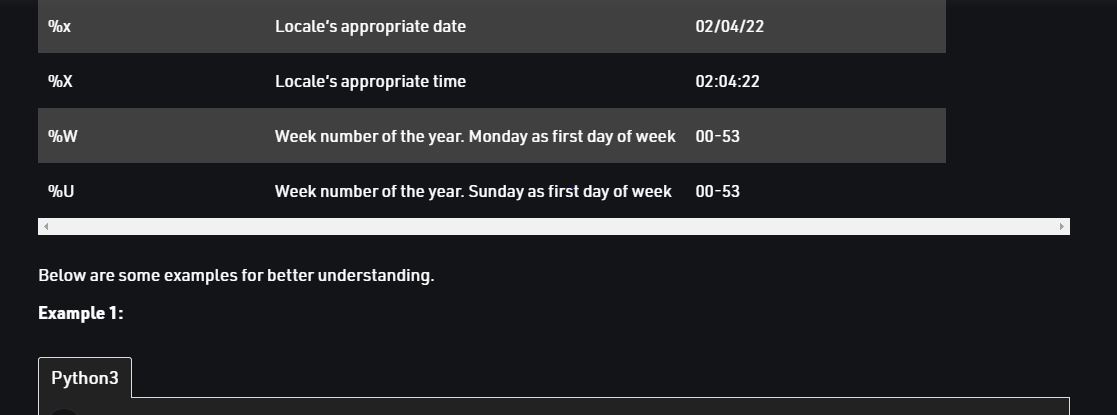 %x Locale's appropriate date 02/04/22
%X Locale's appropriate time 02:04:22
%W Week number of the year. Monday as first day of week 00-53
%U Week number of the year. Sunday as first day of week 00-53
Below are some examples for better understanding.
Example 1:
Python3